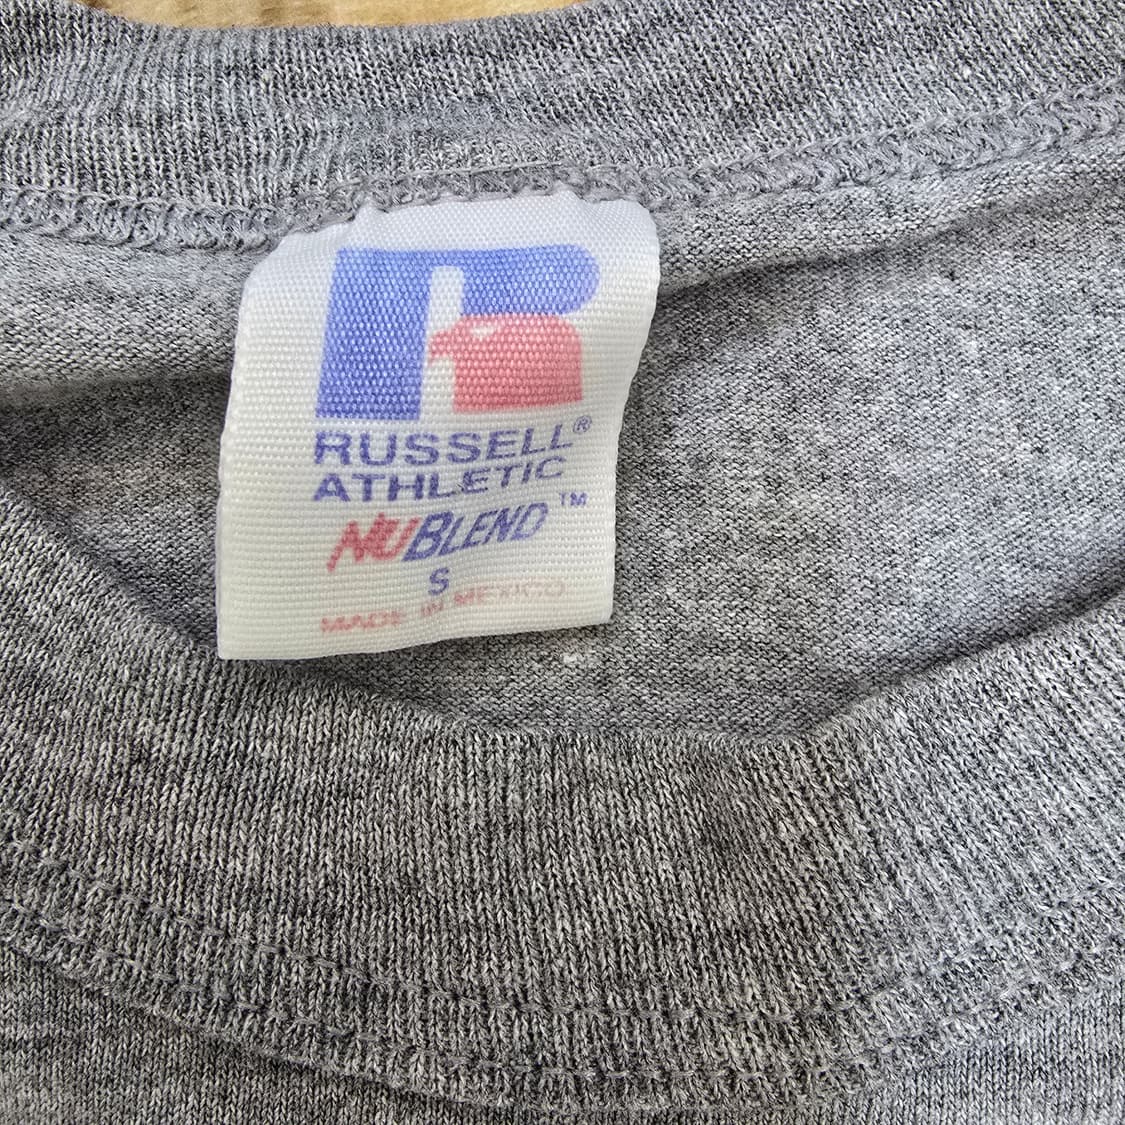 RUSSELL®
ATHLETIC
NUBLEND™
S
MADE IN MEXICO